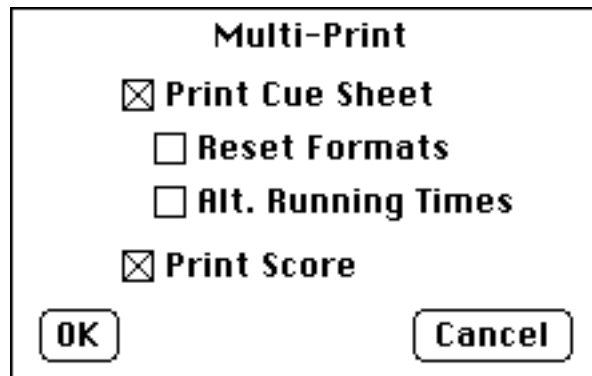 Multi-Print
Print Cue Sheet
Reset Formats
Alt. Running Times
Print Score
OK
Cancel